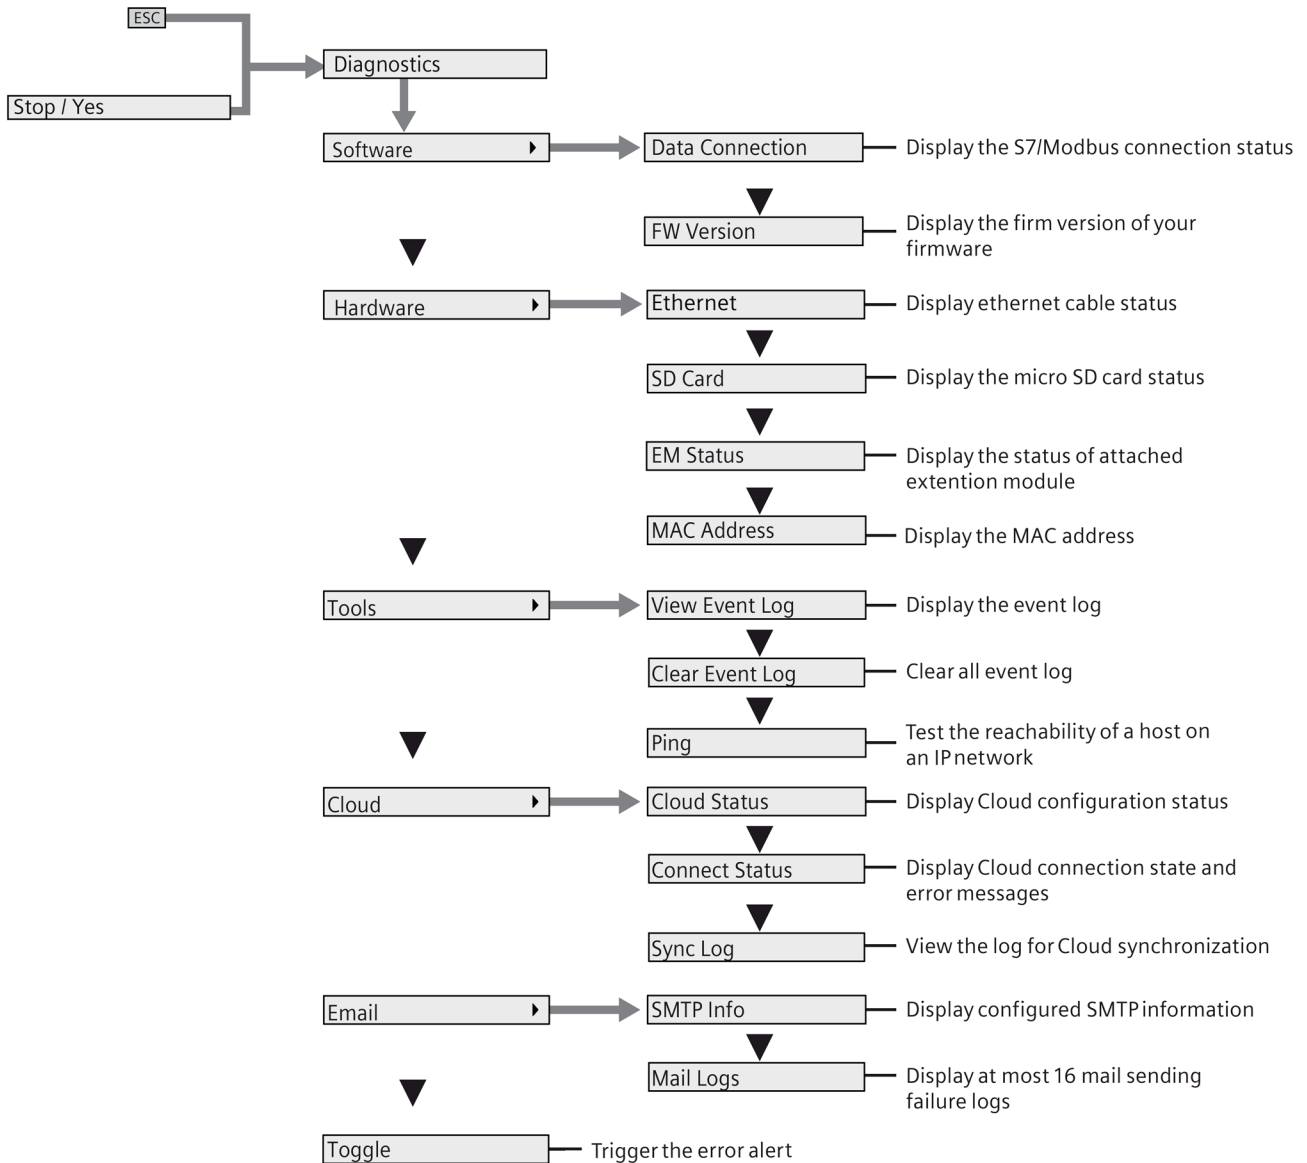 ESC
Diagnostics
Stop / Yes
Software
Data Connection
Display the S7/Modbus connection status
FW Version
Display the firm version of your
firmware
Hardware
Ethernet
Display ethernet cable status
SD Card
Display the micro SD card status
EM Status
Display the status of attached
extention module
MAC Address
Display the MAC address
Tools
View Event Log
Display the event log
Clear Event Log
Clear all event log
Ping
Test the reachability of a host on
an IP network
Cloud
Cloud Status
Display Cloud configuration status
Connect Status
Display Cloud connection state and
error messages
Sync Log
View the log for Cloud synchronization
Email
SMTP Info
Display configured SMTP information
Mail Logs
Display at most 16 mail sending
failure logs
Toggle
Trigger the error alert